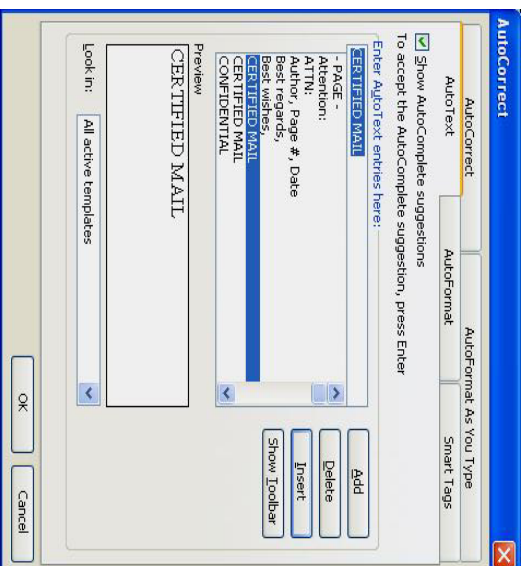 AutoCorrect
AutoCorrect AutoFormat As You Type
AutoText AutoFormat Smart Tags
Show AutoComplete suggestions
To accept the AutoComplete suggestion, press Enter
Enter AutoText entries here:
CERTIFIED MAIL
- PAGE -
Attention:
ATTN:
Author, Page #, Date
Best regards,
Best wishes,
CERTIFIED MAIL
CERTIFIED MAIL
CONFIDENTIAL
Add
Delete
Insert
Show Toolbar
Preview
CERTIFIED MAIL
Look in: All active templates
OK Cancel